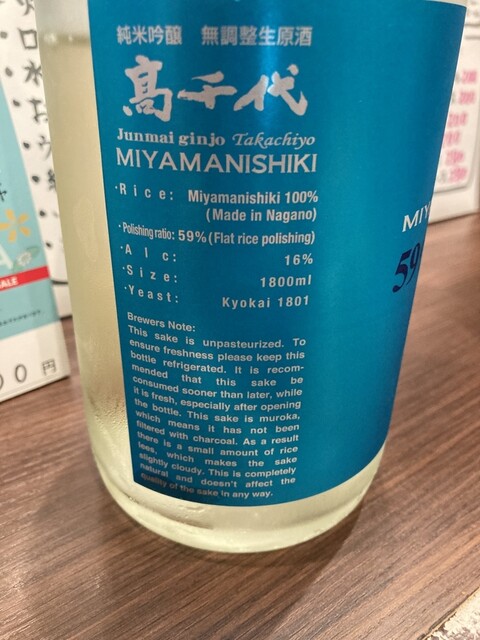 純米吟醸 無調整生原酒
髙千代
Junmai ginjo Takachiyo
MIYAMANISHIKI
・Rice: Miyamanishiki 100%
(Made in Nagano)
・Polishing ratio: 59% (Flat rice polishing)
・Alc: 16%
・Size: 1800ml
・Yeast: Kyokai 1801
Brewers Note:
This sake is unpasteurized. To
ensure freshness please keep this
bottle refrigerated. It is recom-
mended that this sake be
consumed sooner than later, while
it is fresh, especially after opening
the bottle. This sake is muroka,
which means it has not been
filtered with charcoal. As a result
there is a small amount of rice
lees, which makes the sake
slightly cloudy. This is completely
natural and doesn't affect the
quality of the sake in any way.
MIY
59
ALE
00円